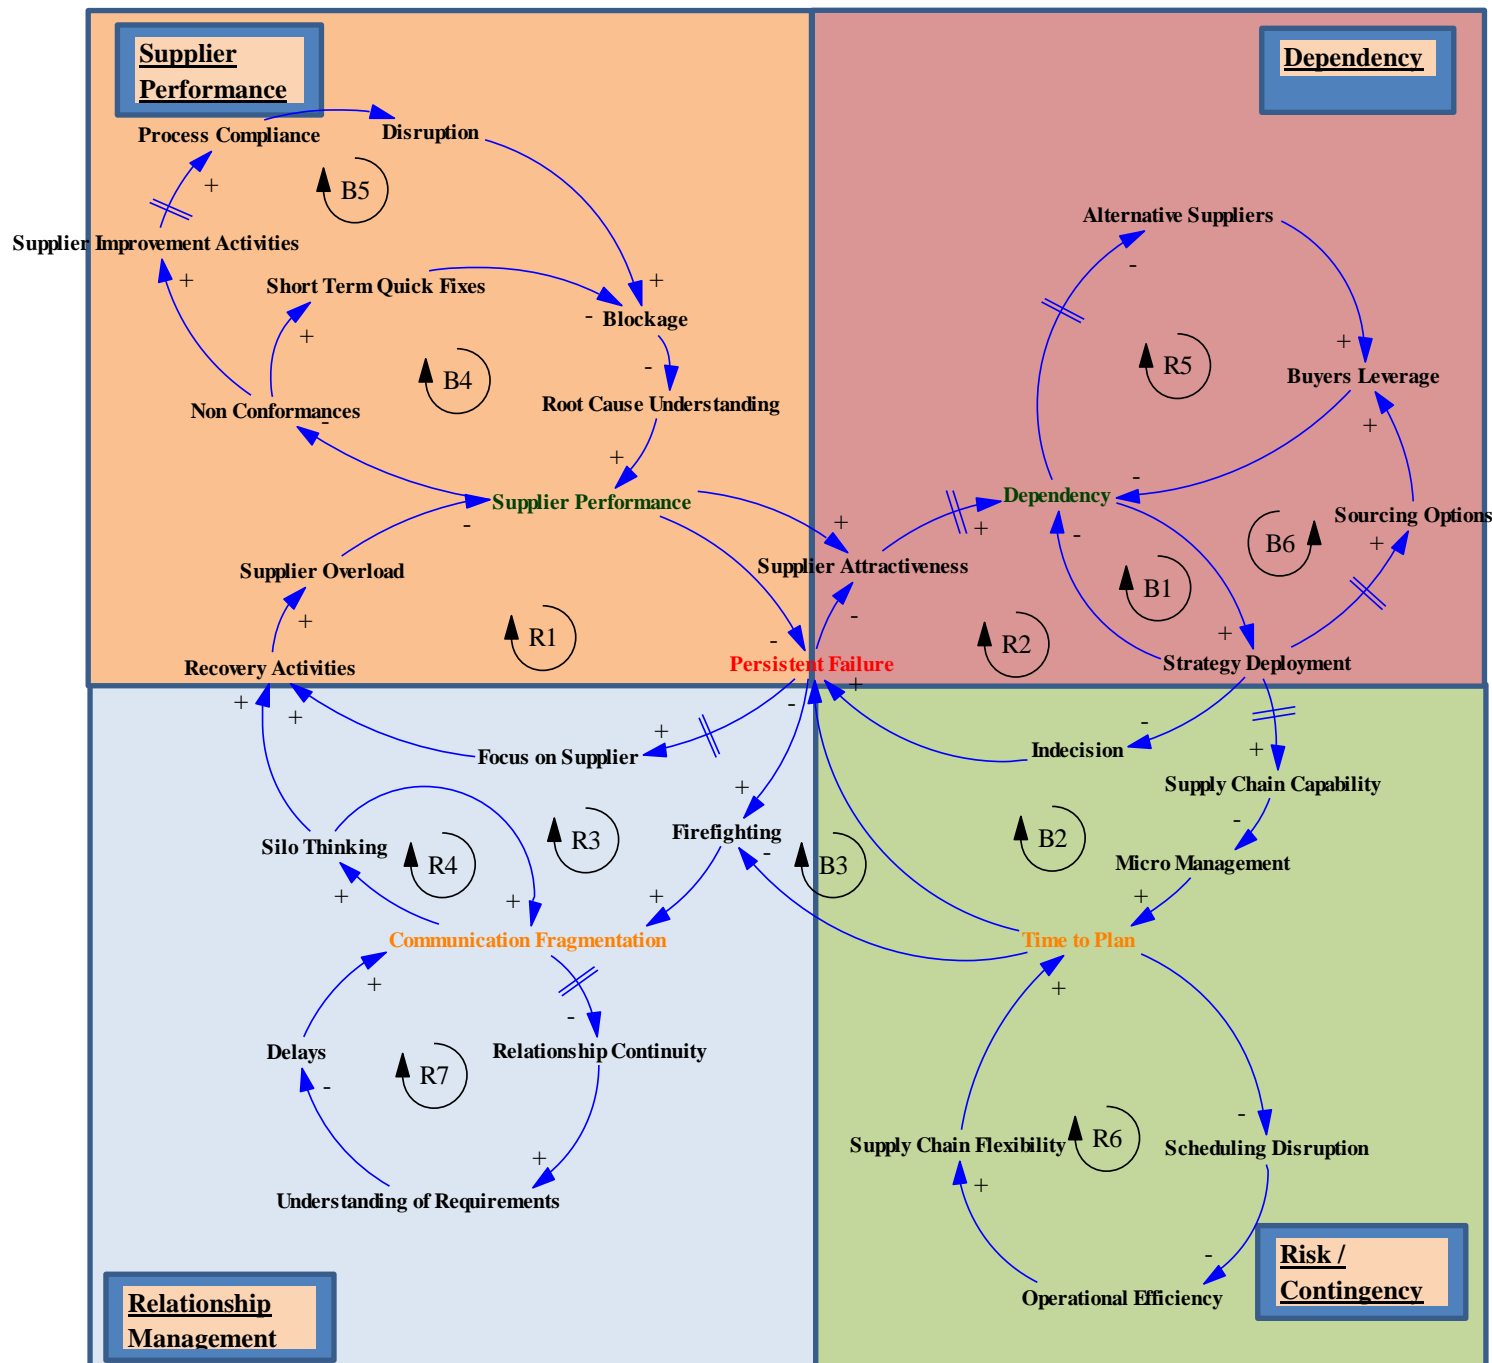 Supplier
Performance
Dependency
Process Compliance
Disruption
B5
+
Alternative Suppliers
-
Supplier Improvement Activities
+
Short Term Quick Fixes
+
-
+
Blockage
-
B4
R5
+
Buyers Leverage
+
Non Conformances
-
Root Cause Understanding
+
Supplier Performance
-
-
Dependency
+
-
Sourcing Options
+
+
B6
Supplier Overload
+
Supplier Attractiveness
-
B1
R1
-
R2
+
Recovery Activities
Persistent Failure
Strategy Deployment
+
+
-
+
+
Focus on Supplier
-
Indecision
+
Supply Chain Capability
+
-
Silo Thinking
R4
R3
Firefighting
-
B3
B2
Micro Management
+
+
+
+
Communication Fragmentation
Time to Plan
+
-
+
Delays
-
R7
Relationship Continuity
+
Understanding of Requirements
-
Supply Chain Flexibility
R6
Scheduling Disruption
+
-
Operational Efficiency
Risk /
Contingency
Relationship
Management